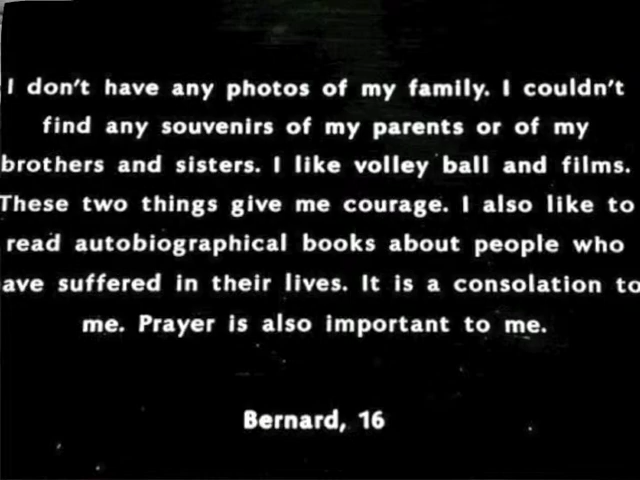 I don't have any photos of my family. I couldn't
find any souvenirs of my parents or of my
brothers and sisters. I like volley ball and films.
These two things give me courage. I also like to
read autobiographical books about people who
ave suffered in their lives. It is a consolation to
me. Prayer is also important to me.
Bernard, 16